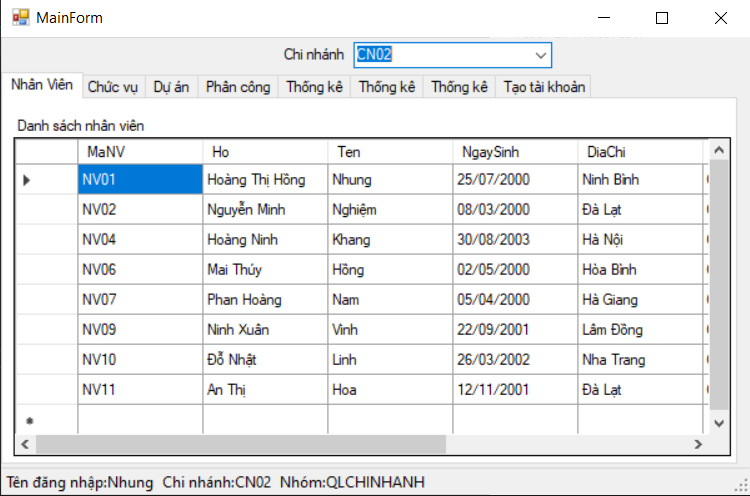 MainForm
Chi nhánh CN02
Nhân Viên Chức vụ Dự án Phân công Thống kê Thống kê Thống kê Tạo tài khoản
Danh sách nhân viên
MaNV Ho Ten NgaySinh DiaChi
NV01 Hoàng Thị Hồng Nhung 25/07/2000 Ninh Bình
NV02 Nguyễn Minh Nghiệm 08/03/2000 Đà Lạt
NV04 Hoàng Ninh Khang 30/08/2003 Hà Nội
NV06 Mai Thúy Hồng 02/05/2000 Hòa Bình
NV07 Phan Hoàng Nam 05/04/2000 Hà Giang
NV09 Ninh Xuân Vinh 22/09/2001 Lâm Đồng
NV10 Đỗ Nhật Linh 26/03/2002 Nha Trang
NV11 An Thị Hoa 12/11/2001 Đà Lạt
Tên đăng nhập:Nhung Chi nhánh:CN02 Nhóm:QLCHINHANH